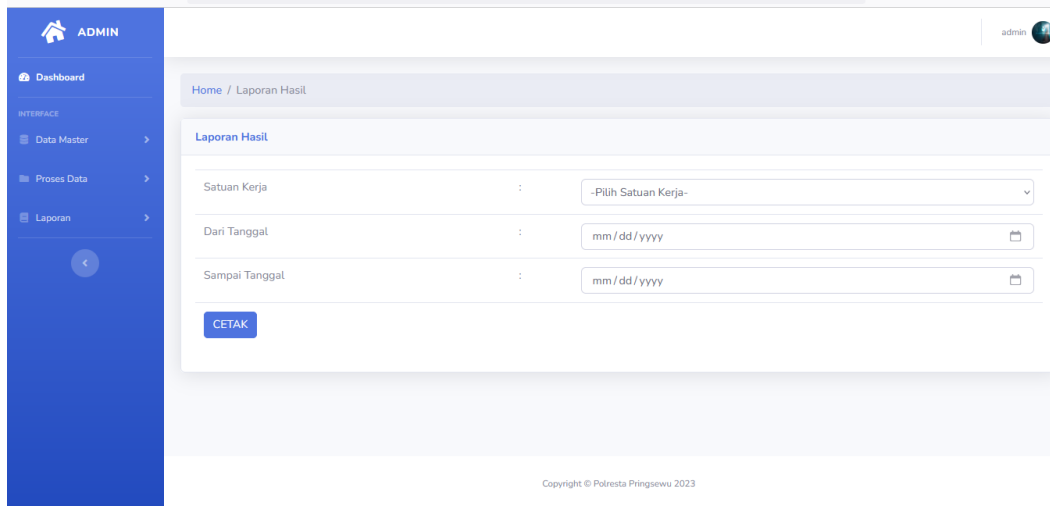 ADMIN
admin
Dashboard
INTERFACE
Data Master
Proses Data
Laporan
Home / Laporan Hasil
Laporan Hasil
Satuan Kerja : -Pilih Satuan Kerja-
Dari Tanggal : mm/dd/yyyy
Sampai Tanggal : mm/dd/yyyy
CETAK
Copyright © Polresta Pringsewu 2023